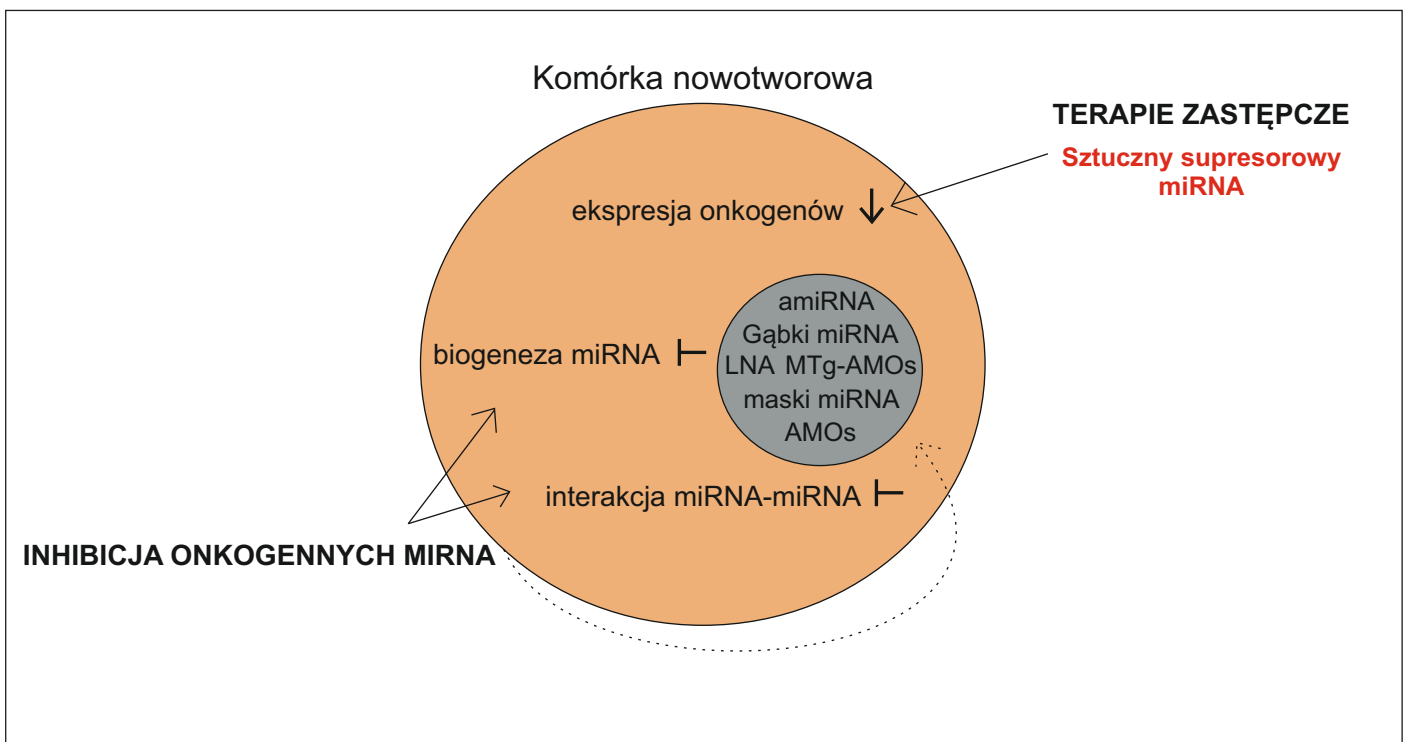 Komórka nowotworowa
TERAPIE ZASTĘPCZE
Sztuczny supresorowy
miRNA
ekspresja onkogenów
amiRNA
Gąbki miRNA
LNA MTg-AMOs
maski miRNA
AMOs
biogeneza miRNA
interakcja miRNA-miRNA
INHIBICJA ONKOGENNYCH MIRNA